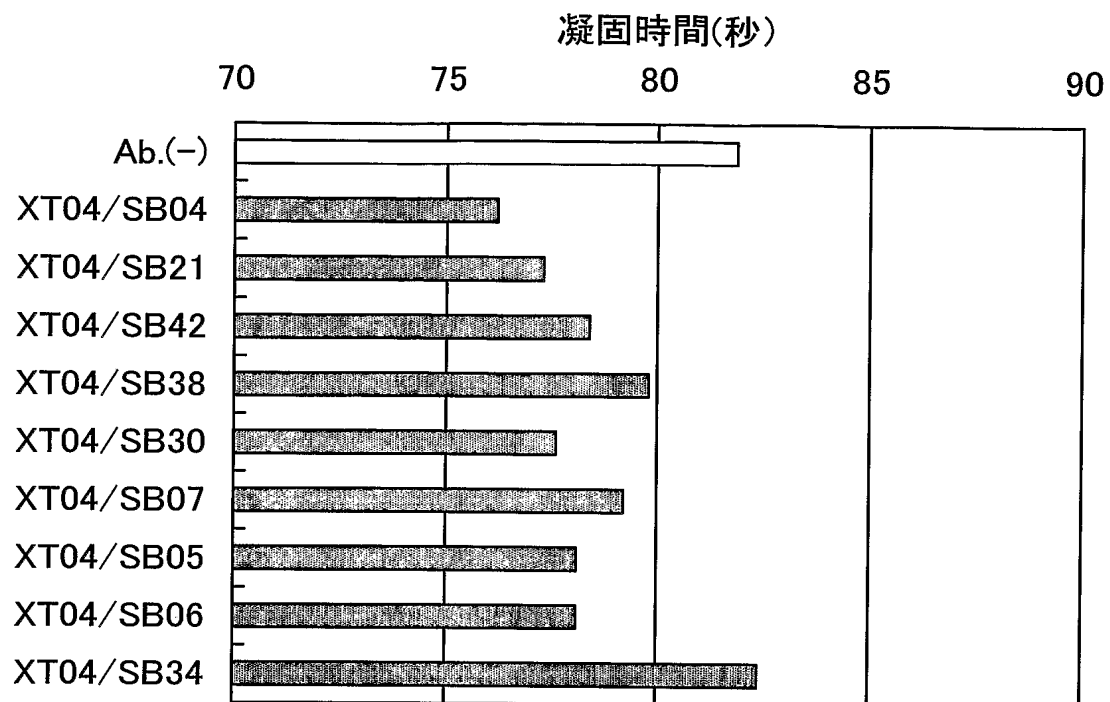 凝固時間(秒)
70 75 80 85 90
Ab.(-)
XT04/SB04
XT04/SB21
XT04/SB42
XT04/SB38
XT04/SB30
XT04/SB07
XT04/SB05
XT04/SB06
XT04/SB34